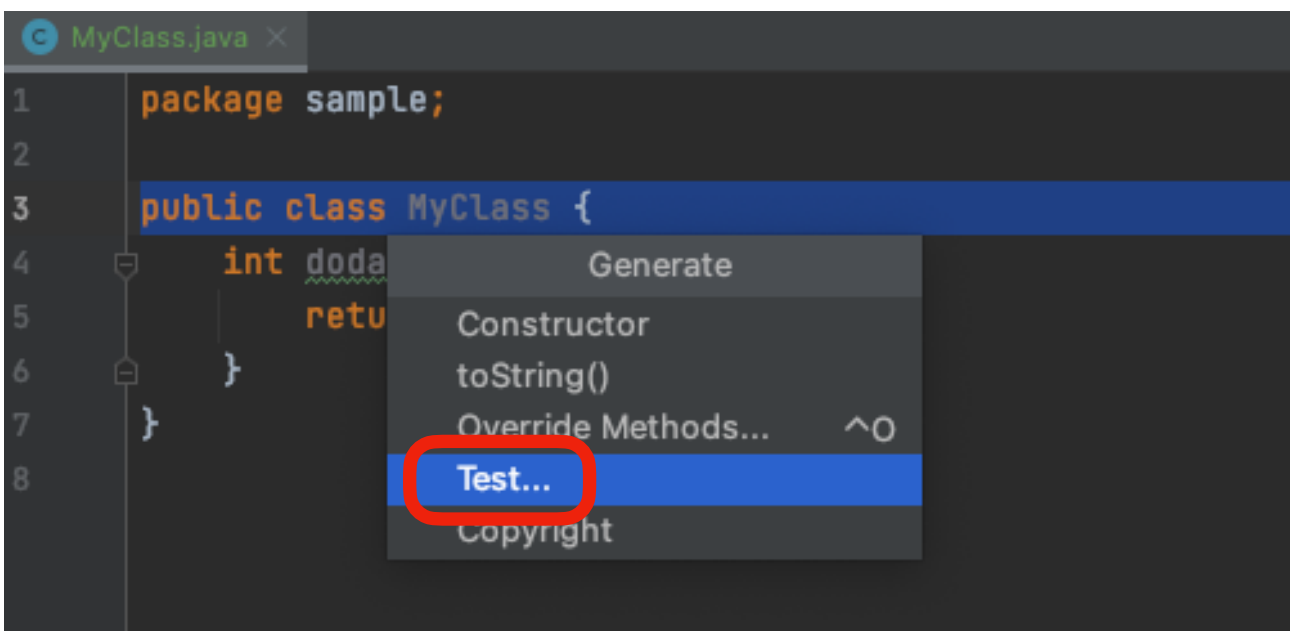 MyClass.java
1 package sample;
2
3 public class MyClass {
4 int doda
5 retu
6 }
7 }
8
Generate
Constructor
toString()
Override Methods... ^O
Test...
Copyright